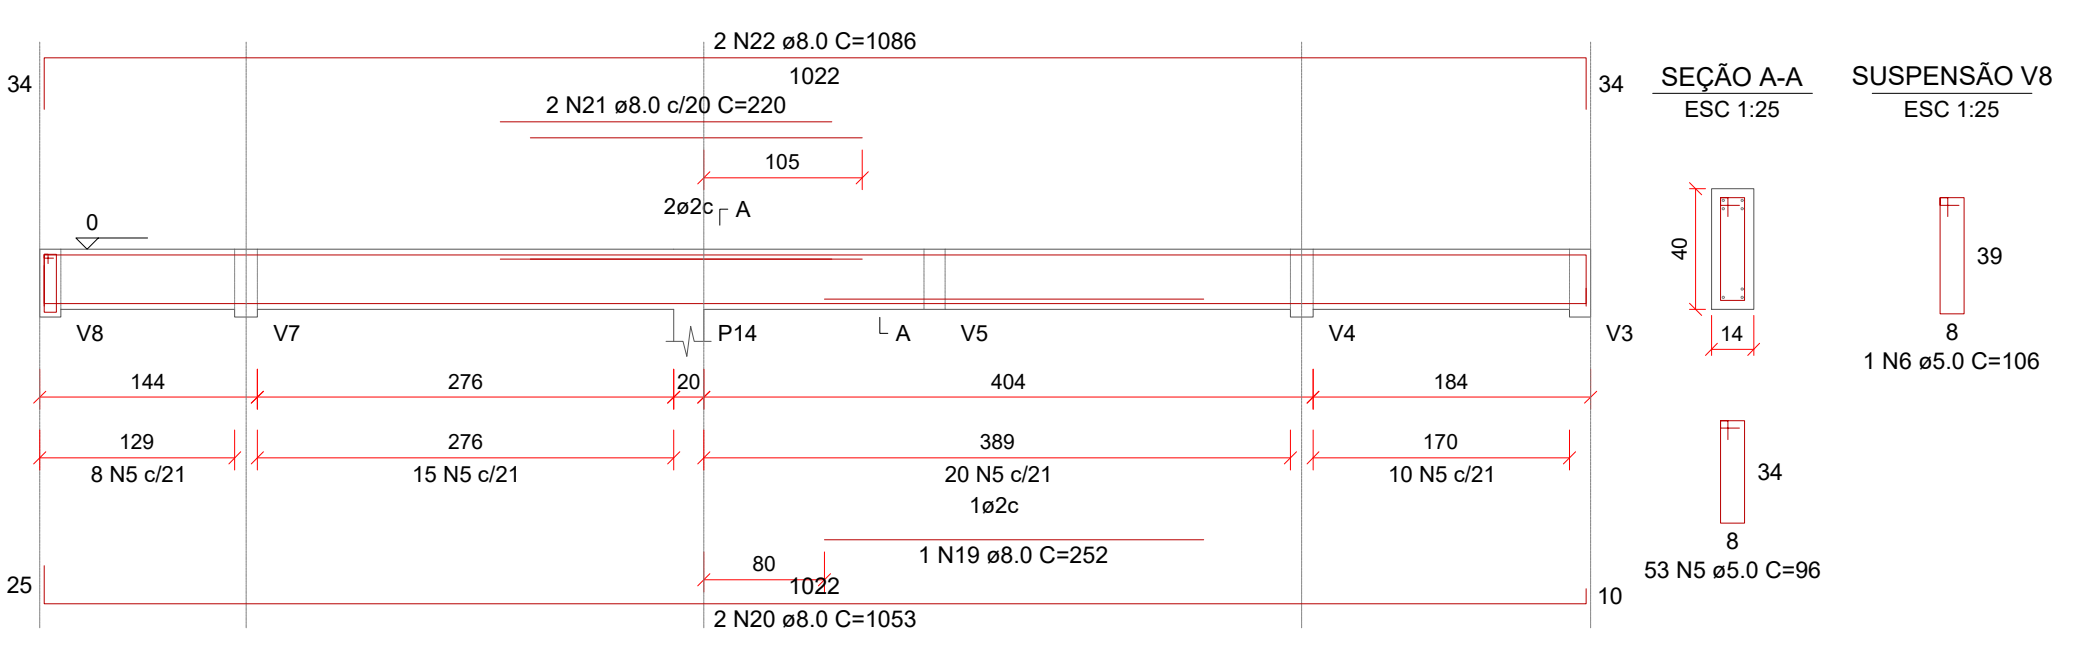 2 N22 ø8.0 C=1086
34
1022
34
2 N21 ø8.0 c/20 C=220
105
2ø2c
A
0
V8
V7
P14
A
V5
V4
V3
144
276
20
404
184
129
276
389
170
8 N5 c/21
15 N5 c/21
20 N5 c/21
10 N5 c/21
1ø2c
1 N19 ø8.0 C=252
80
25
1022
10
2 N20 ø8.0 C=1053
SEÇÃO A-A
ESC 1:25
40
14
34
8
53 N5 ø5.0 C=96
SUSPENSÃO V8
ESC 1:25
39
8
1 N6 ø5.0 C=106